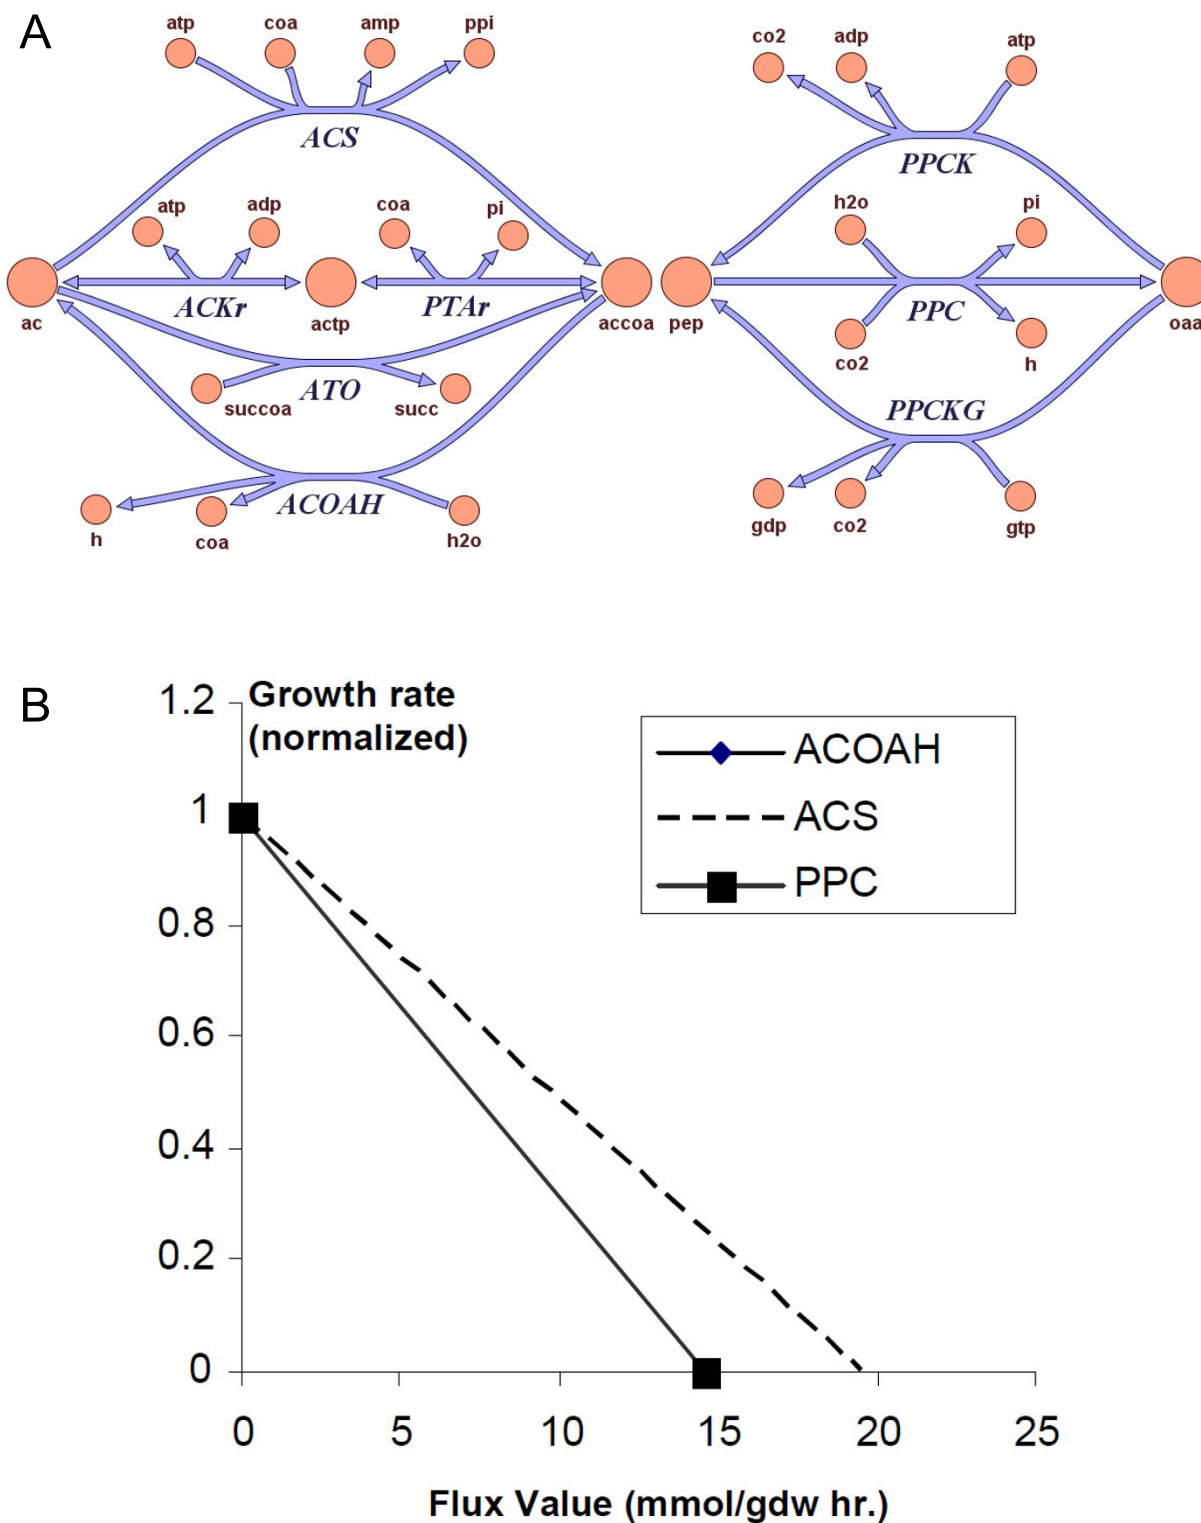 A
atp coa amp ppi
co2 adp atp
ACS
PPCK
atp adp coa pi
h2o pi
ACKr PTAr
PPC
ac actp accoa pep oaa
co2 h
ATO
succoa succ
PPCKG
ACOAH
h coa h2o
gdp co2 gtp
B
Growth rate
(normalized)
1.2
1
0.8
0.6
0.4
0.2
0
ACOAH
ACS
PPC
0 5 10 15 20 25
Flux Value (mmol/gdw hr.)